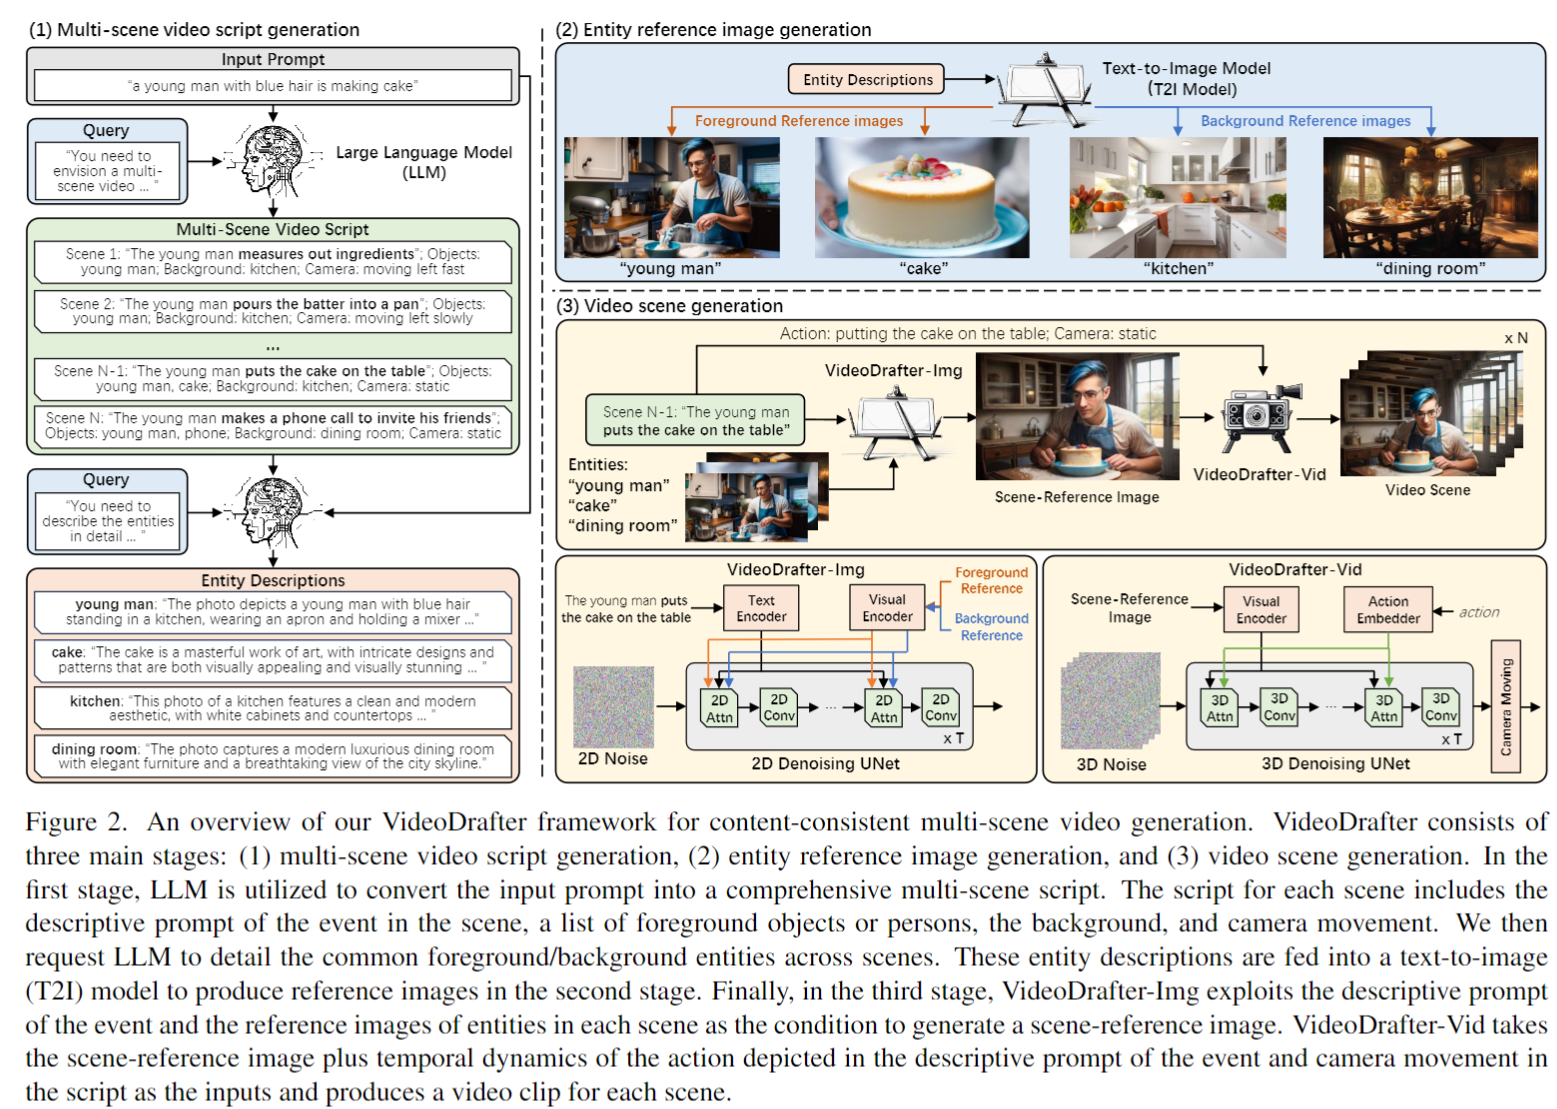 (1) Multi-scene video script generation
Input Prompt
“a young man with blue hair is making cake”
Query
“You need to
envision a multi-
scene video ... ”
Large Language Model
(LLM)
Multi-Scene Video Script
Scene 1: “The young man measures out ingredients”; Objects:
young man; Background: kitchen; Camera: moving left fast
Scene 2: “The young man pours the batter into a pan”; Objects:
young man; Background: kitchen; Camera: moving left slowly
...
Scene N-1: “The young man puts the cake on the table”; Objects:
young man, cake; Background: kitchen; Camera: static
Scene N: “The young man makes a phone call to invite his friends”;
Objects: young man, phone; Background: dining room; Camera: static
Query
“You need to
describe the entities
in detail ... ”
Entity Descriptions
young man: “The photo depicts a young man with blue hair
standing in a kitchen, wearing an apron and holding a mixer ...”
cake: “The cake is a masterful work of art, with intricate designs and
patterns that are both visually appealing and visually stunning ... ”
kitchen: “This photo of a kitchen features a clean and modern
aesthetic, with white cabinets and countertops ... ”
dining room: “The photo captures a modern luxurious dining room
with elegant furniture and a breathtaking view of the city skyline.”
(2) Entity reference image generation
Entity Descriptions
Text-to-Image Model
(T2I Model)
Foreground Reference images
Background Reference images
“young man”
“cake”
“kitchen”
“dining room”
(3) Video scene generation
Action: putting the cake on the table; Camera: static
x N
VideoDrafter-Img
Scene N-1: “The young man
puts the cake on the table”
Entities:
“young man”
“cake”
“dining room”
Scene-Reference Image
VideoDrafter-Vid
Video Scene
VideoDrafter-Img
The young man puts
the cake on the table
Text
Encoder
Visual
Encoder
Foreground
Reference
Background
Reference
2D
Attn
2D
Conv
...
2D
Attn
2D
Conv
x T
2D Noise
2D Denoising UNet
VideoDrafter-Vid
Scene-Reference
Image
Visual
Encoder
Action
Embedder
action
3D
Attn
3D
Conv
...
3D
Attn
3D
Conv
x T
Camera Moving
3D Noise
3D Denoising UNet
Figure 2. An overview of our VideoDrafter framework for content-consistent multi-scene video generation. VideoDrafter consists of
three main stages: (1) multi-scene video script generation, (2) entity reference image generation, and (3) video scene generation. In the
first stage, LLM is utilized to convert the input prompt into a comprehensive multi-scene script. The script for each scene includes the
descriptive prompt of the event in the scene, a list of foreground objects or persons, the background, and camera movement. We then
request LLM to detail the common foreground/background entities across scenes. These entity descriptions are fed into a text-to-image
(T2I) model to produce reference images in the second stage. Finally, in the third stage, VideoDrafter-Img exploits the descriptive prompt
of the event and the reference images of entities in each scene as the condition to generate a scene-reference image. VideoDrafter-Vid takes
the scene-reference image plus temporal dynamics of the action depicted in the descriptive prompt of the event and camera movement in
the script as the inputs and produces a video clip for each scene.